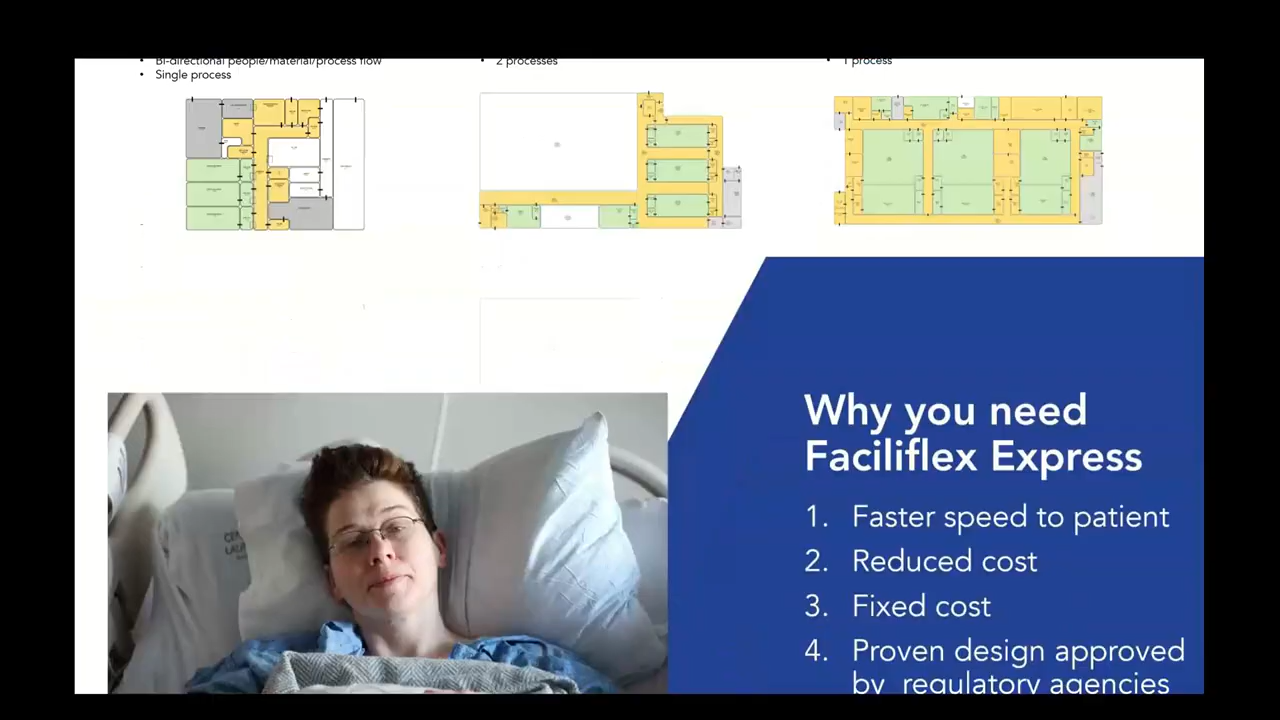 • Bi-directional people/material/process flow
• Single process
• 2 processes
• 1 process
Why you need
Faciliflex Express
1. Faster speed to patient
2. Reduced cost
3. Fixed cost
4. Proven design approved
by regulatory agencies